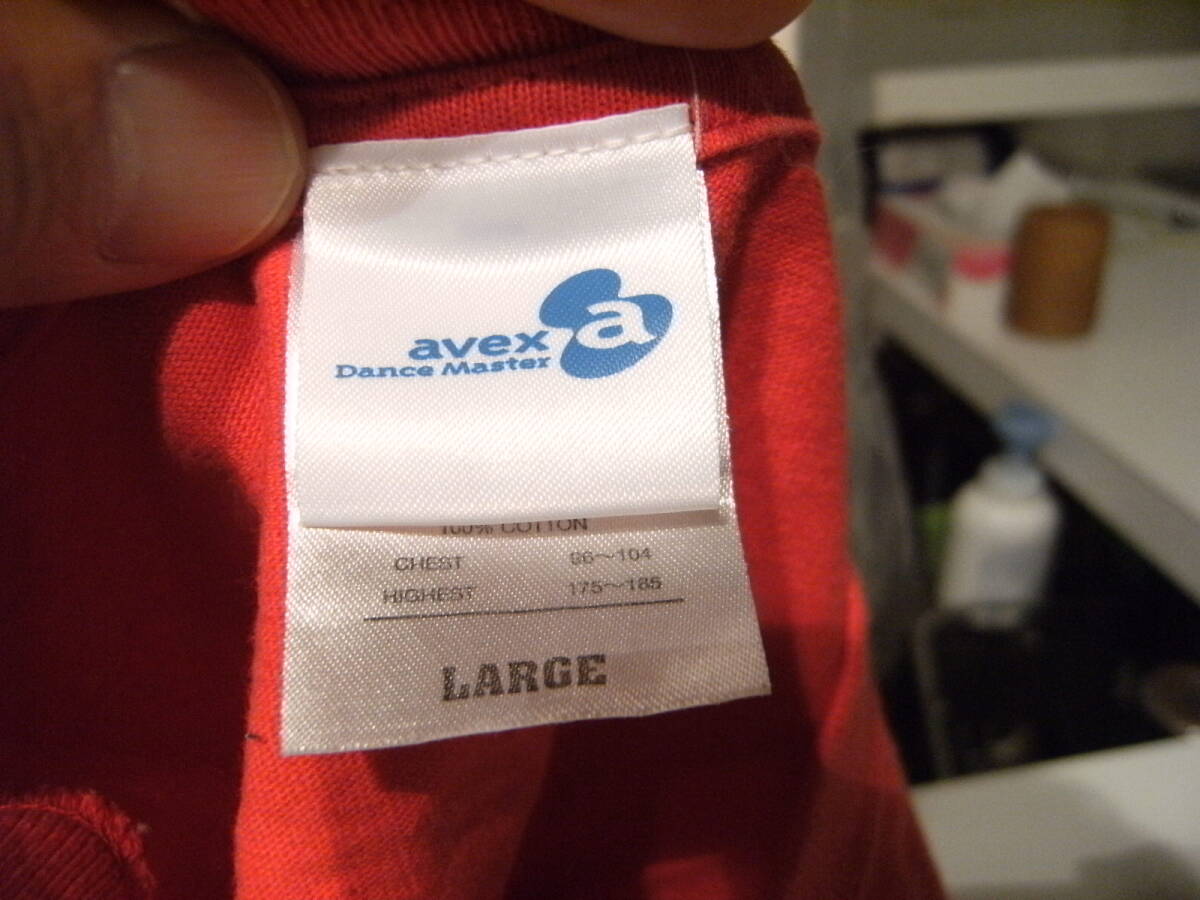 avex a
Dance Master
100% COTTON
CHEST 96～104
HIGHEST 175～185
LARGE